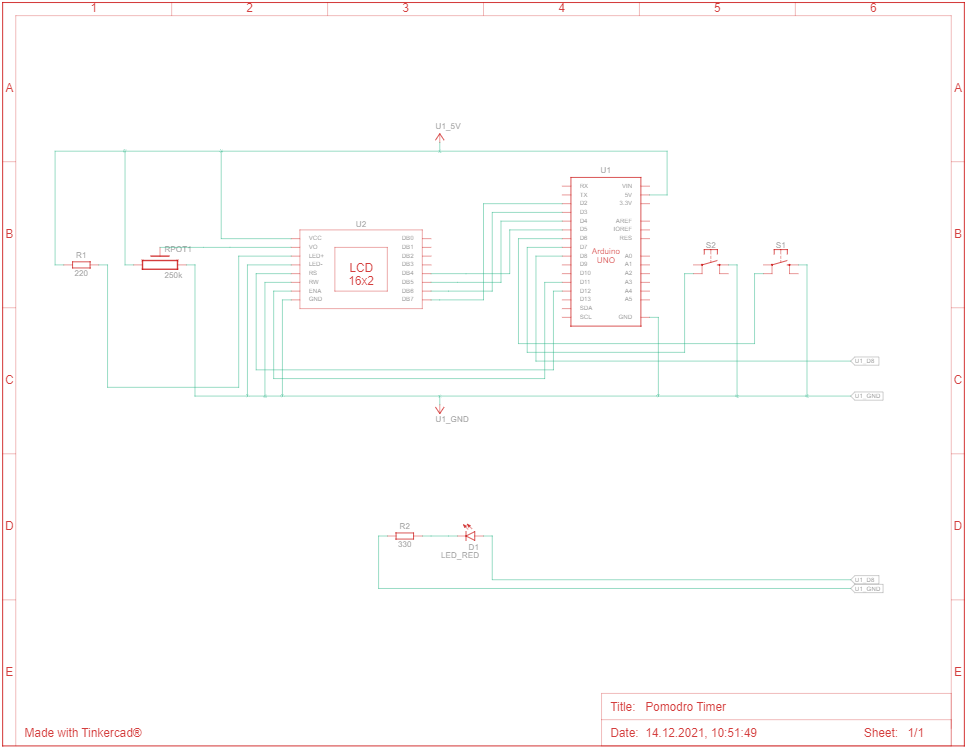 1 2 3 4 5 6
A A
U1_5V
U1
RX VIN
TX 5V
D2 3.3V
D3
D4 AREF
D5 IOREF
D6 RES
D7
D8 A0
D9 A1
D10 A2
D11 A3
D12 A4
D13 A5
SDA
SCL GND
Arduino
UNO
B B
U2
VCC DB0
VO DB1
LED+ DB2
LED- DB3
RS DB4
RW DB5
ENA DB6
GND DB7
LCD
16x2
R1
220
RPOT1
250k
S2 S1
C C
U1_D8
U1_GND
U1_GND
D D
R2
330
D1
LED_RED
U1_D8
U1_GND
E E
Title: Pomodro Timer
Made with Tinkercad®
Date: 14.12.2021, 10:51:49 Sheet: 1/1